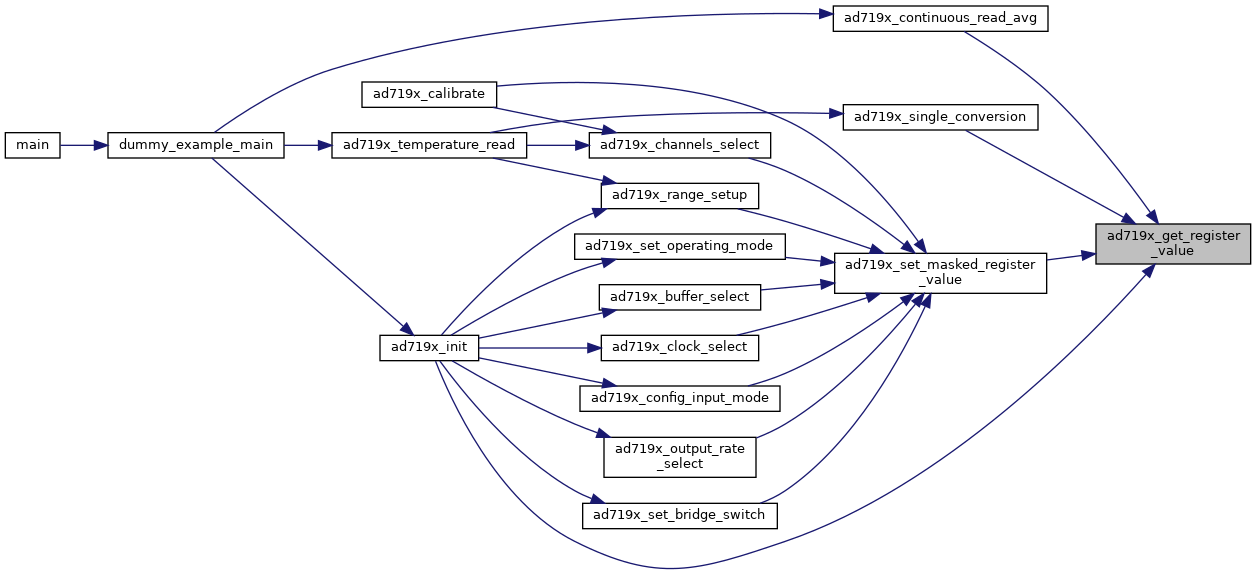 ad719x_continuous_read_avg
ad719x_calibrate
ad719x_single_conversion
main
dummy_example_main
ad719x_temperature_read
ad719x_channels_select
ad719x_range_setup
ad719x_get_register
_value
ad719x_set_operating_mode
ad719x_set_masked_register
_value
ad719x_buffer_select
ad719x_init
ad719x_clock_select
ad719x_config_input_mode
ad719x_output_rate
_select
ad719x_set_bridge_switch